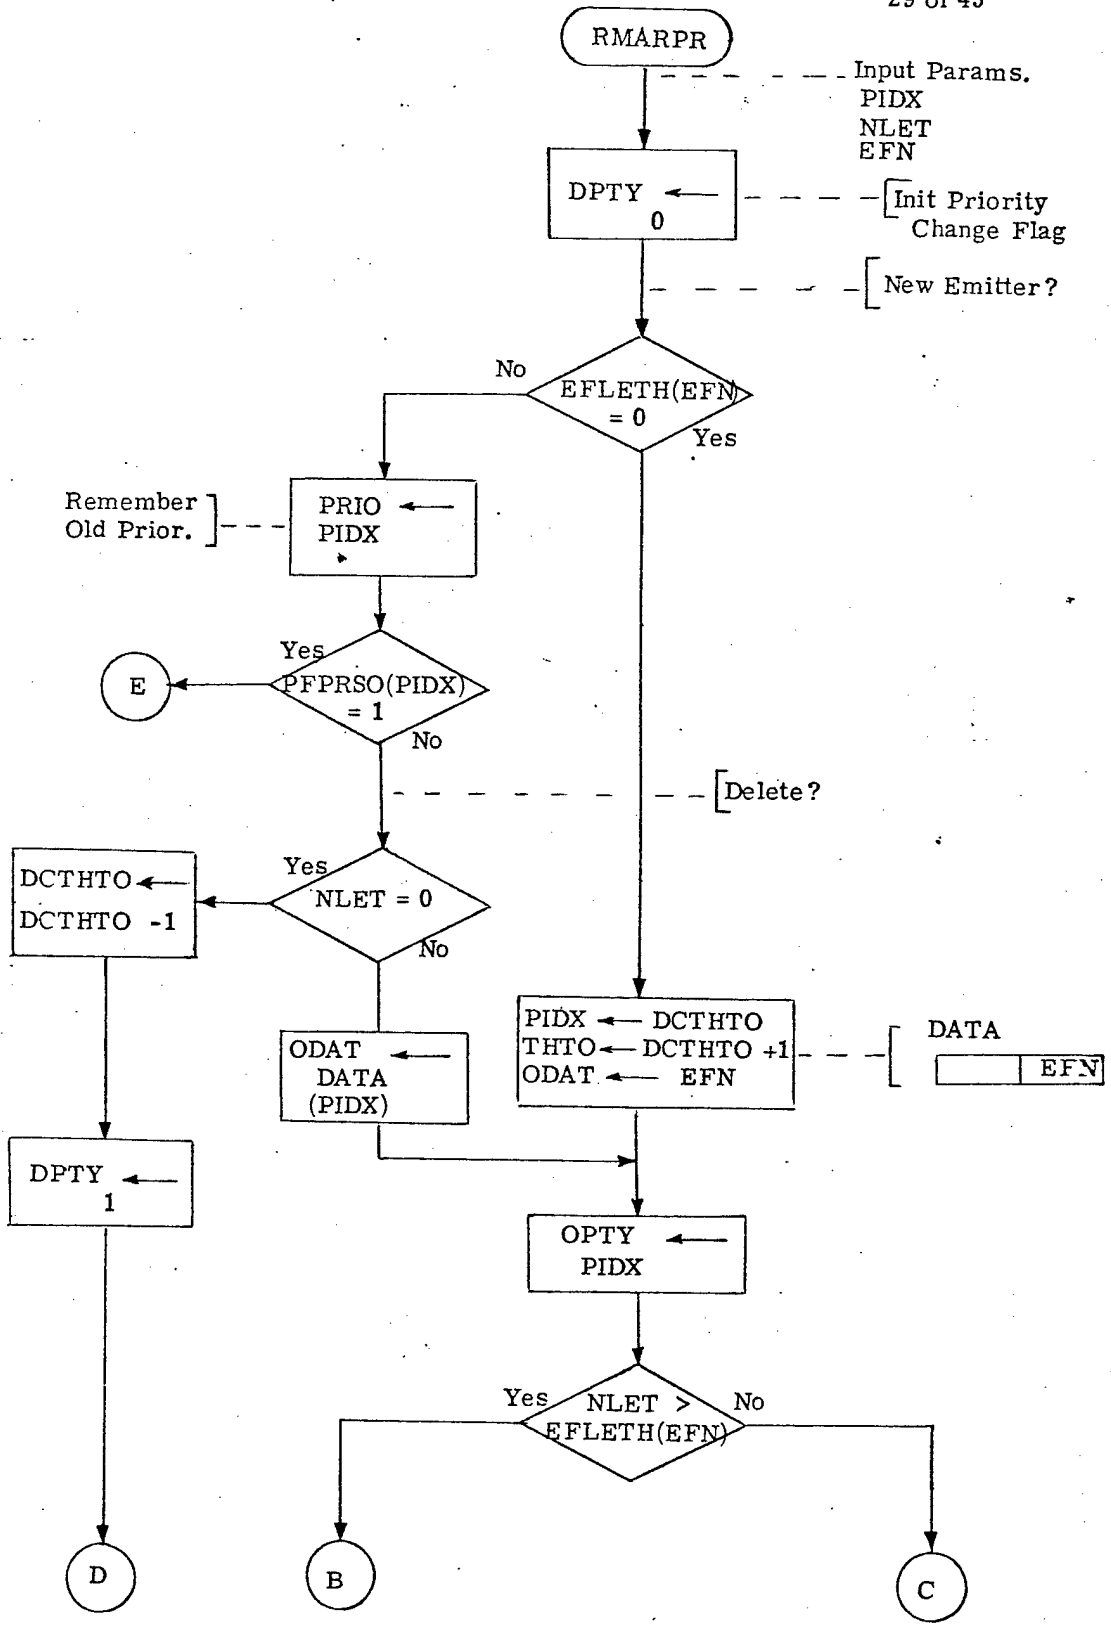 29 of 45
RMARPR
Input Params.
PIDX
NLET
EFN
DPTY ←
0
Init Priority
Change Flag
New Emitter?
No
EFLETH(EFN)
= 0
Yes
Remember
Old Prior.
PRIO ←
PIDX
Yes
E
PFPRSO(PIDX)
= 1
No
Delete?
DCTHTO ←
DCTHTO -1
Yes
NLET = 0
No
ODAT ←
DATA
(PIDX)
PIDX ← DCTHTO
THTO ← DCTHTO +1
ODAT ← EFN
DATA
EFN
DPTY ←
1
OPTY ←
PIDX
Yes
NLET >
EFLETH(EFN)
No
D
B
C